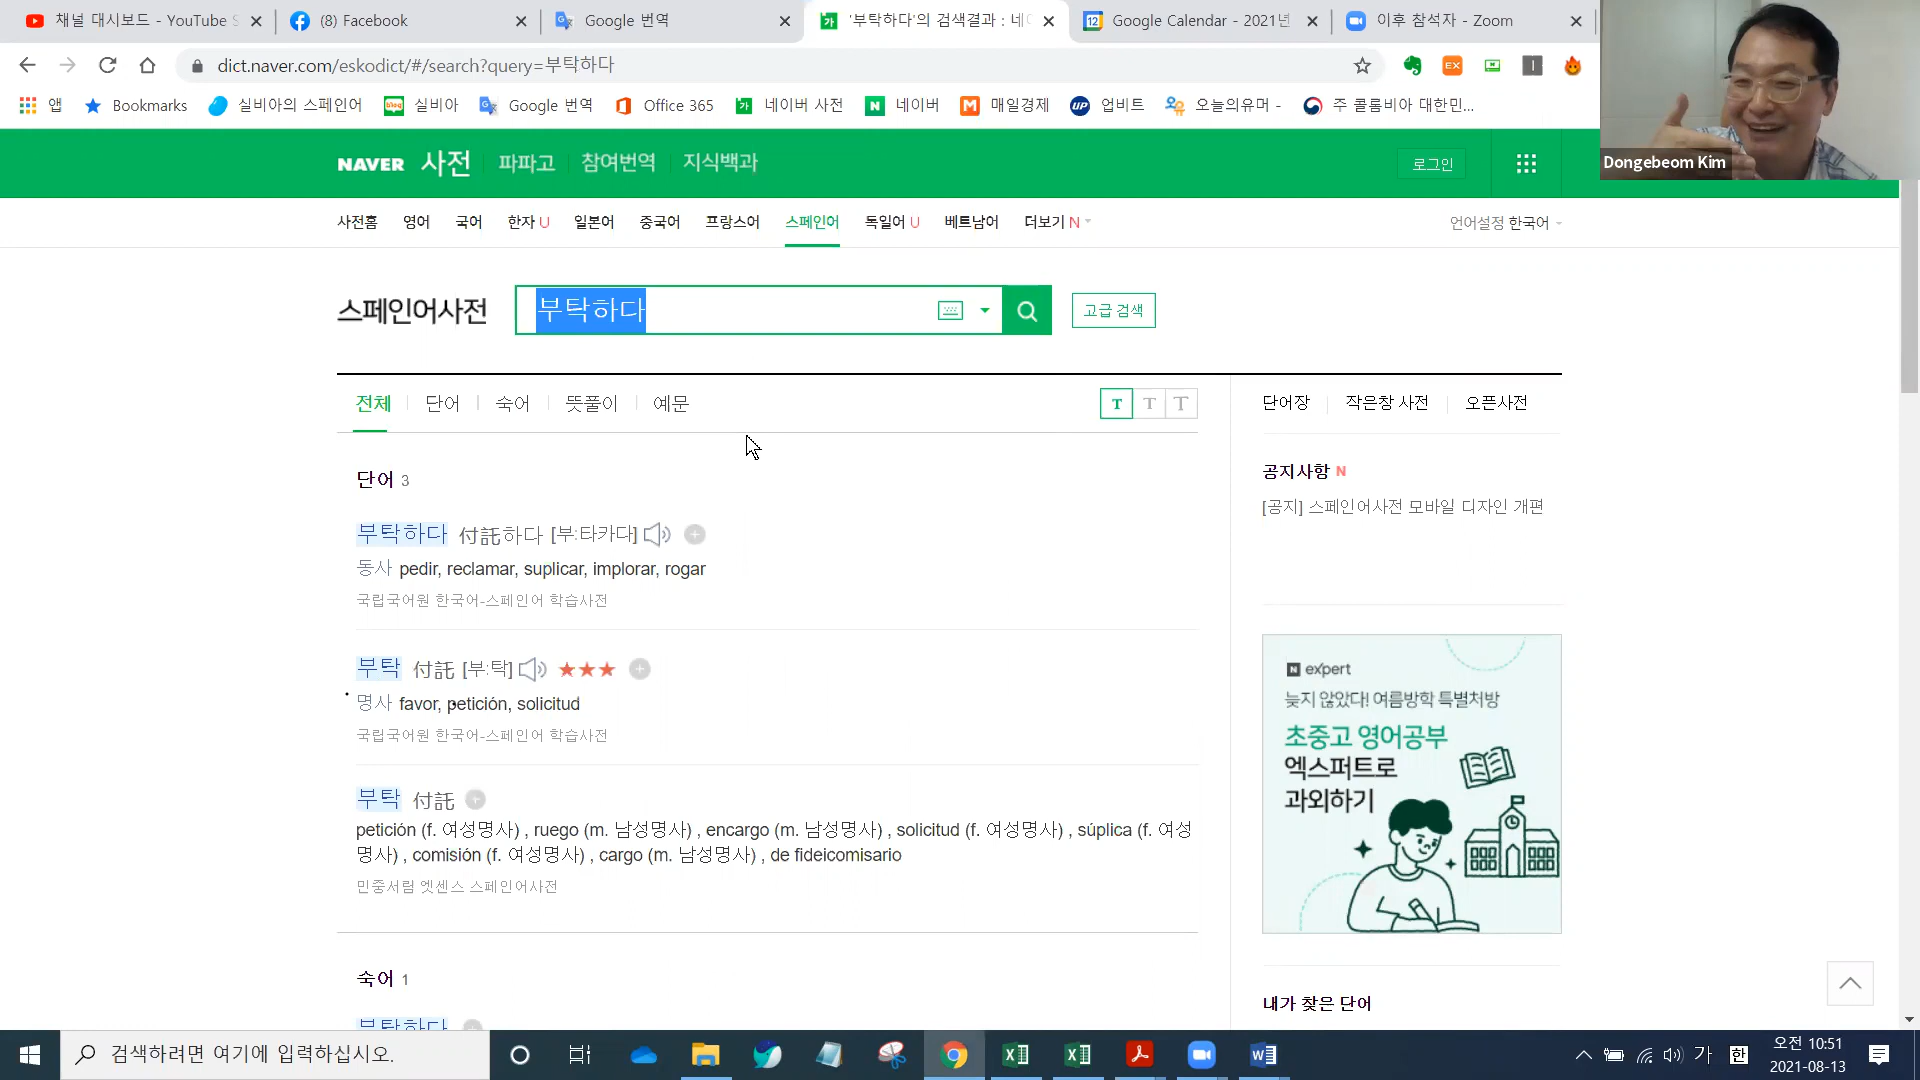 채널 대시보드 - YouTube S
(8) Facebook
Google 번역
'부탁하다'의 검색결과 : 네이
Google Calendar - 2021년
이후 참석자 - Zoom
dict.naver.com/eskodict/#/search?query=부탁하다
앱
Bookmarks
실비아의 스페인어
실비아
Google 번역
Office 365
네이버 사전
네이버
매일경제
업비트
오늘의유머 -
주 콜롬비아 대한민...
Dongebeom Kim
NAVER 사전
파파고
참여번역
지식백과
로그인
사전홈
영어
국어
한자 U
일본어
중국어
프랑스어
스페인어
독일어 U
베트남어
더보기 N
언어설정 한국어
스페인어사전
부탁하다
고급 검색
전체
단어
숙어
뜻풀이
예문
T T T
단어장
작은창 사전
오픈사전
단어 3
부탁하다 付託하다 [부:타카다]
동사 pedir, reclamar, suplicar, implorar, rogar
국립국어원 한국어-스페인어 학습사전
부탁 付託 [부:탁] ★★★
명사 favor, petición, solicitud
국립국어원 한국어-스페인어 학습사전
부탁 付託
petición (f. 여성명사) , ruego (m. 남성명사) , encargo (m. 남성명사) , solicitud (f. 여성명사) , súplica (f. 여성
명사) , comisión (f. 여성명사) , cargo (m. 남성명사) , de fideicomisario
민중서림 엣센스 스페인어사전
숙어 1
부탁하다
공지사항 N
[공지] 스페인어사전 모바일 디자인 개편
N expert
늦지 않았다! 여름방학 특별처방
초중고 영어공부
엑스퍼트로
과외하기
내가 찾은 단어
검색하려면 여기에 입력하십시오.
가
한
오전 10:51
2021-08-13